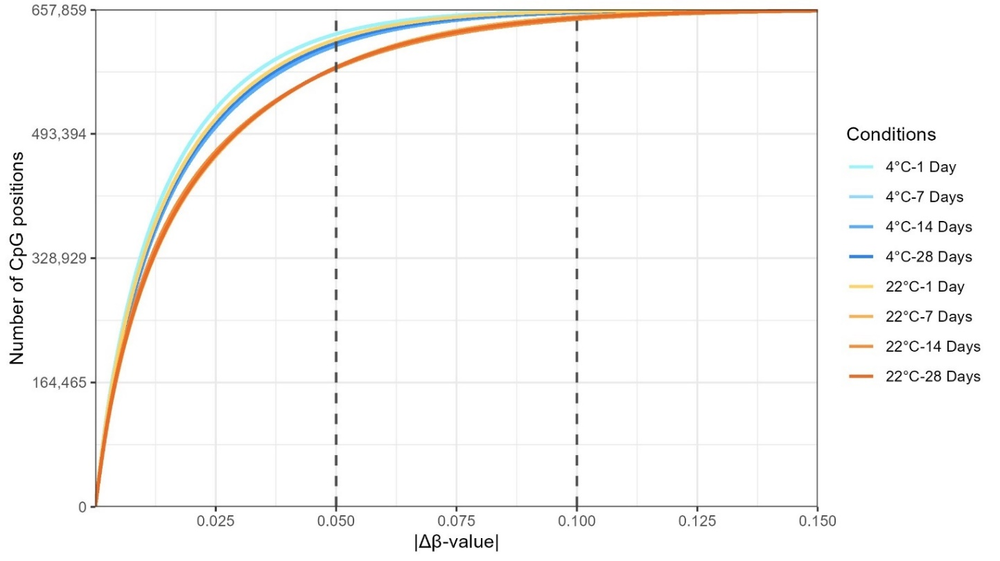 657,859
493,394
328,929
164,465
0
Number of CpG positions
0.025
0.050
0.075
0.100
0.125
0.150
|Δβ-value|
Conditions
4°C-1 Day
4°C-7 Days
4°C-14 Days
4°C-28 Days
22°C-1 Day
22°C-7 Days
22°C-14 Days
22°C-28 Days